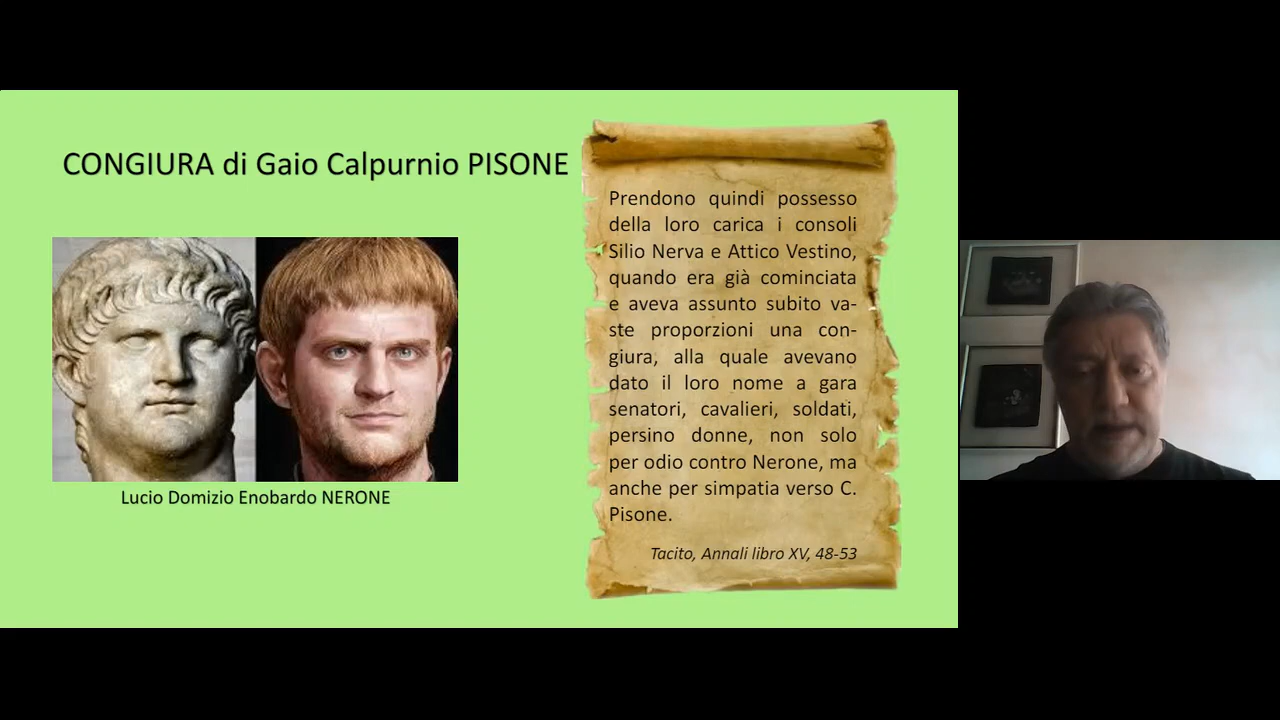 CONGIURA di Gaio Calpurnio PISONE
Lucio Domizio Enobardo NERONE
Prendono quindi possesso
della loro carica i consoli
Silio Nerva e Attico Vestino,
quando era già cominciata
e aveva assunto subito va-
ste proporzioni una con-
giura, alla quale avevano
dato il loro nome a gara
senatori, cavalieri, soldati,
persino donne, non solo
per odio contro Nerone, ma
anche per simpatia verso C.
Pisone.
Tacito, Annali libro XV, 48-53